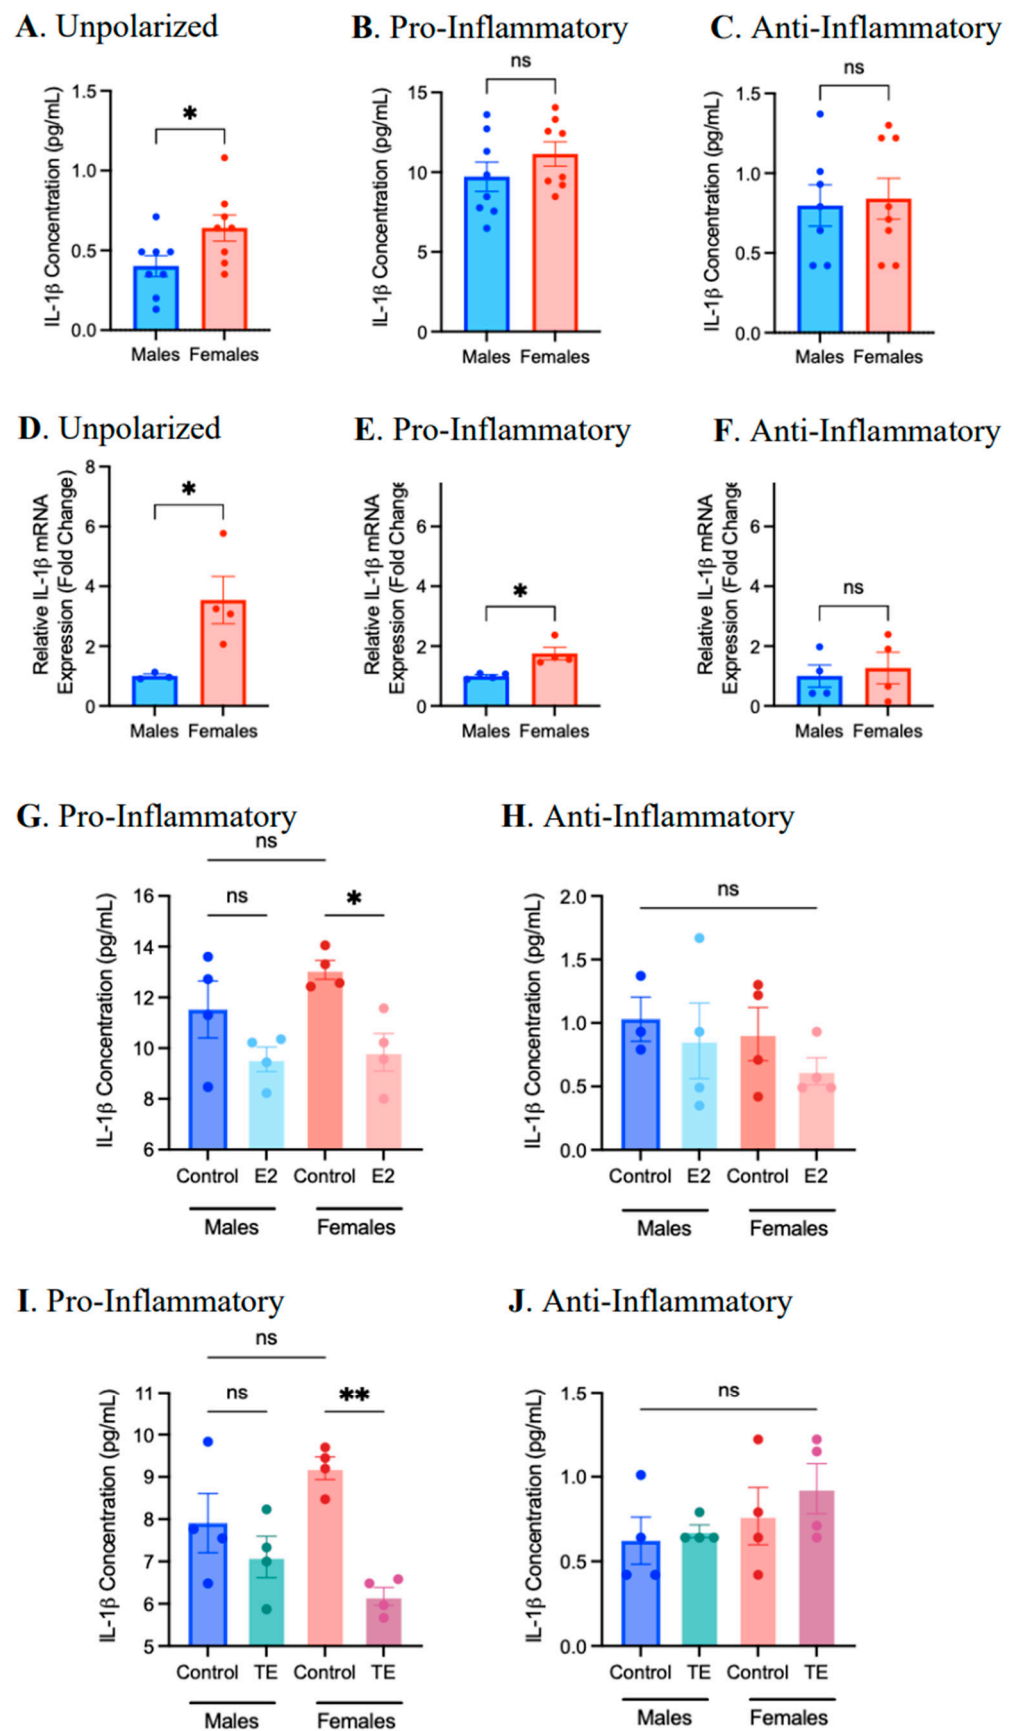 A. Unpolarized
B. Pro-Inflammatory
C. Anti-Inflammatory
IL-1β Concentration (pg/mL)
1.5
1.0
0.5
0.0
*
Males Females
IL-1β Concentration (pg/mL)
15
10
5
0
ns
Males Females
IL-1β Concentration (pg/mL)
1.5
1.0
0.5
0.0
ns
Males Females
D. Unpolarized
E. Pro-Inflammatory
F. Anti-Inflammatory
Relative IL-1β mRNA
Expression (Fold Change)
8
6
4
2
0
*
Males Females
Relative IL-1β mRNA
Expression (Fold Change
6
4
2
0
*
Males Females
Relative IL-1β mRNA
Expression (Fold Change
6
4
2
0
ns
Males Females
G. Pro-Inflammatory
H. Anti-Inflammatory
ns
ns
*
IL-1β Concentration (pg/mL)
16
14
12
10
8
6
Control E2 Control E2
Males Females
ns
IL-1β Concentration (pg/mL)
2.0
1.5
1.0
0.5
0.0
Control E2 Control E2
Males Females
I. Pro-Inflammatory
J. Anti-Inflammatory
ns
ns
**
IL-1β Concentration (pg/mL)
11
10
9
8
7
6
5
Control TE Control TE
Males Females
ns
IL-1β Concentration (pg/mL)
1.5
1.0
0.5
0.0
Control TE Control TE
Males Females